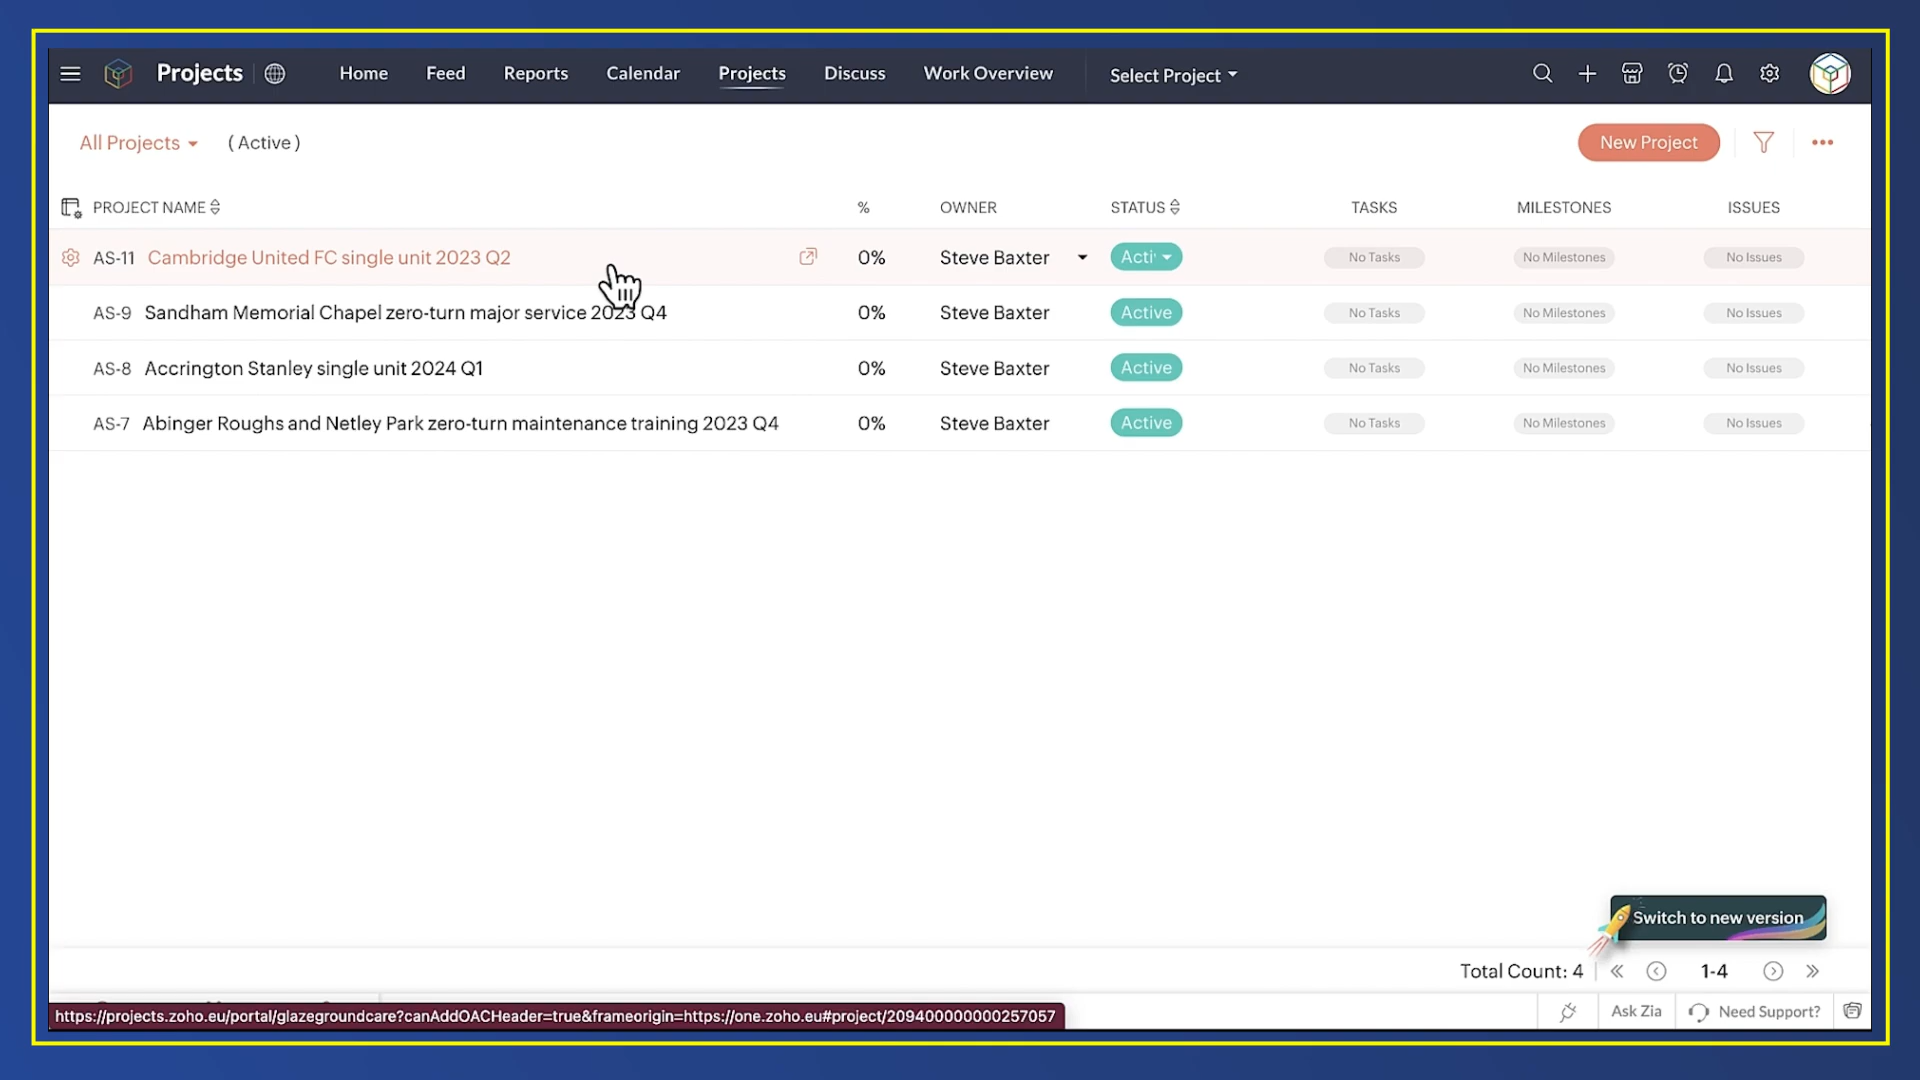 Projects Home Feed Reports Calendar Projects Discuss Work Overview Select Project
All Projects (Active) New Project
PROJECT NAME % OWNER STATUS TASKS MILESTONES ISSUES
AS-11 Cambridge United FC single unit 2023 Q2 0% Steve Baxter Acti No Tasks No Milestones No Issues
AS-9 Sandham Memorial Chapel zero-turn major service 2023 Q4 0% Steve Baxter Active No Tasks No Milestones No Issues
AS-8 Accrington Stanley single unit 2024 Q1 0% Steve Baxter Active No Tasks No Milestones No Issues
AS-7 Abinger Roughs and Netley Park zero-turn maintenance training 2023 Q4 0% Steve Baxter Active No Tasks No Milestones No Issues
Switch to new version
Total Count: 4 1-4
https://projects.zoho.eu/portal/glazegroundcare?canAddOACHeader=true&frameorigin=https://one.zoho.eu#project/209400000000257057 Ask Zia Need Support?